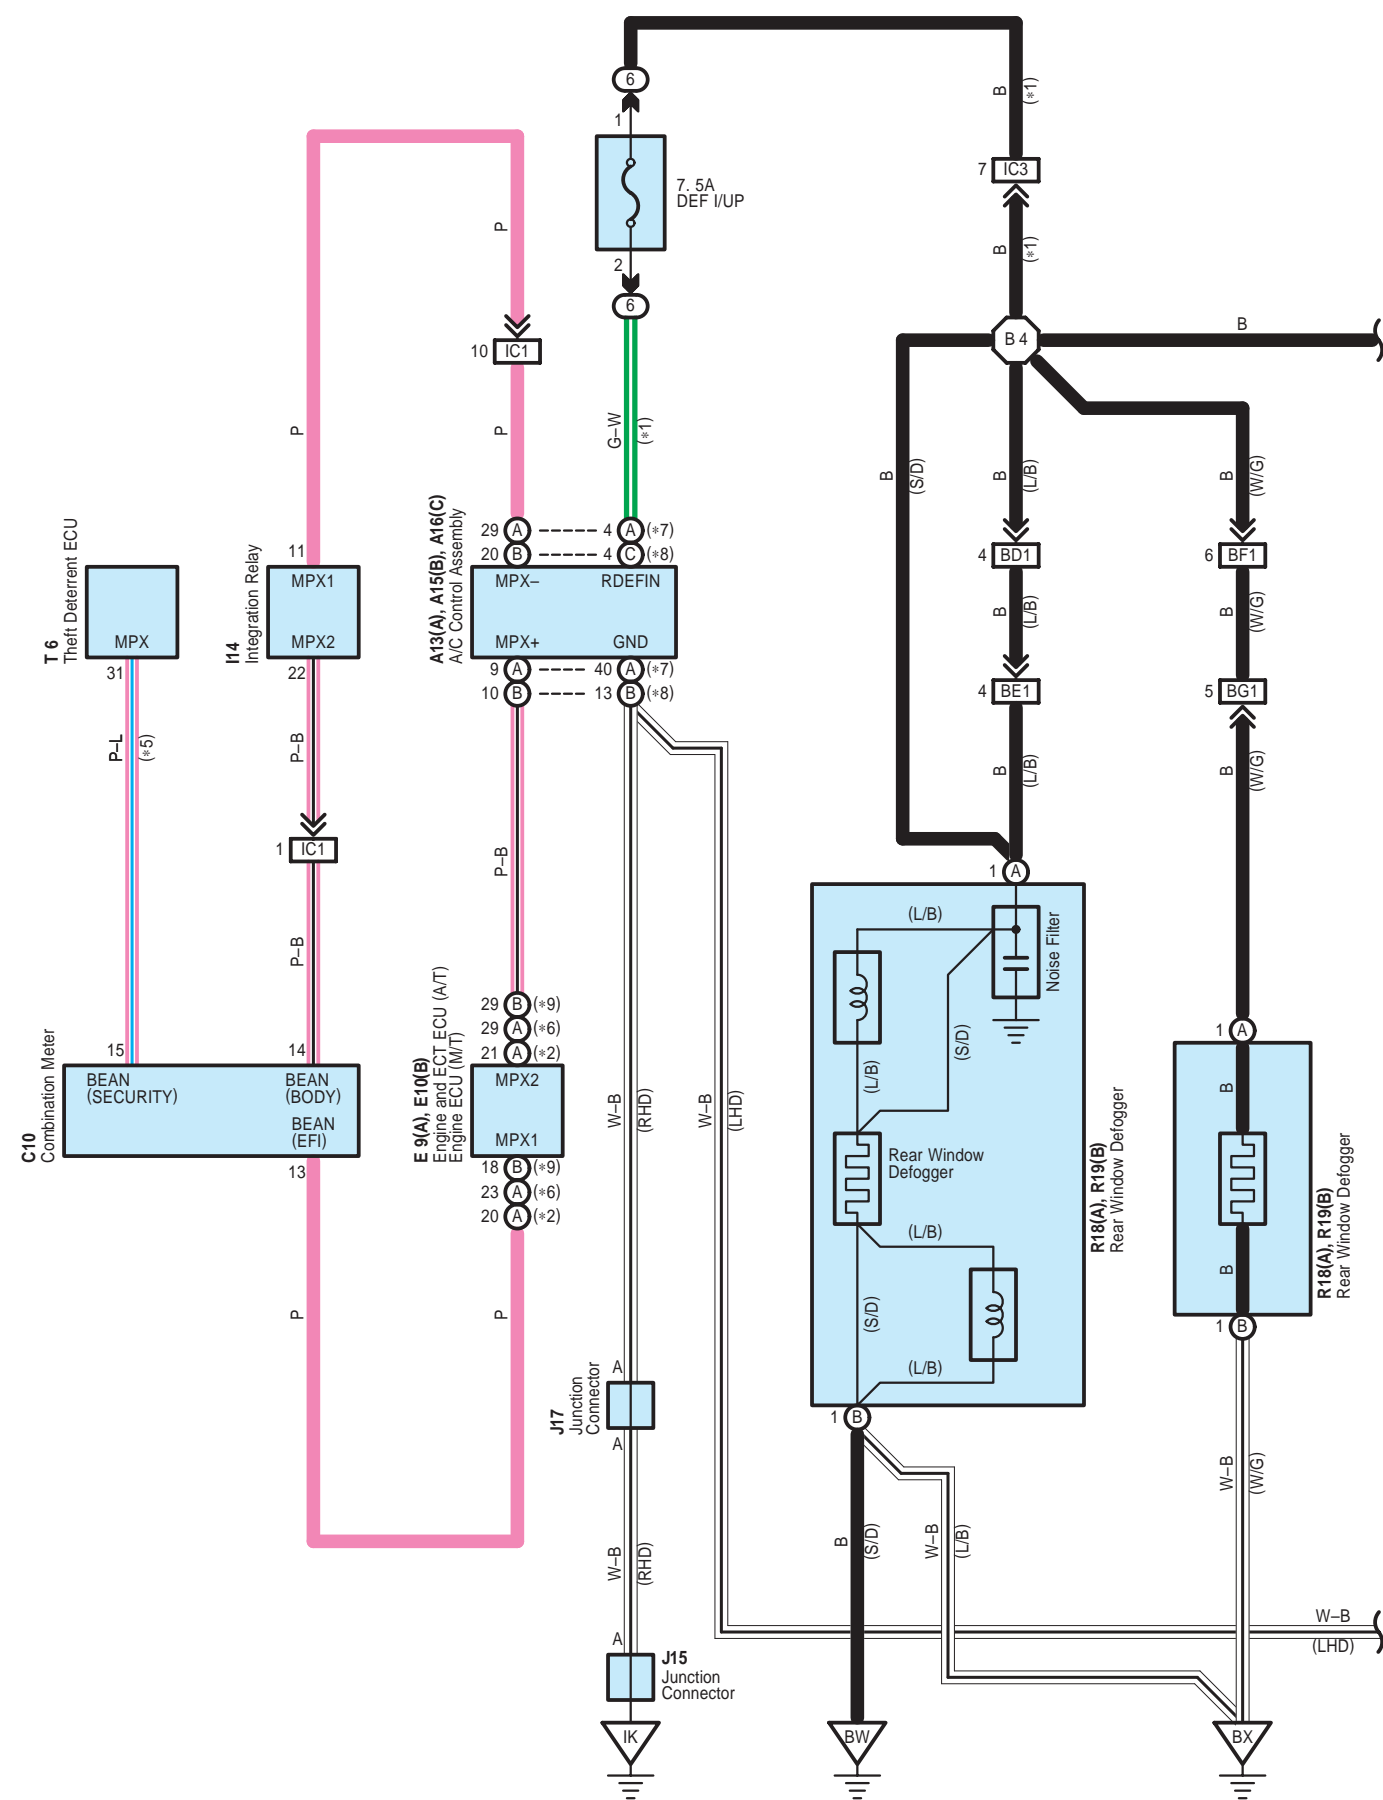 6
1
7. 5A
DEF I/UP
2
6
B
(*1)
7 IC3
B
(*1)
B 4
B
P
10 IC1
P
P
G–W
(*1)
B
(S/D)
B
(L/B)
B
(W/G)
4 BD1
6 BF1
B
(L/B)
B
(W/G)
4 BE1
5 BG1
B
(L/B)
B
(W/G)
T 6
Theft Deterrent ECU
MPX
31
P–L
(*5)
I14
Integration Relay
11
MPX1
MPX2
22
P–B
1 IC1
P–B
A13(A), A15(B), A16(C)
A/C Control Assembly
29 A 4 A (*7)
20 B 4 C (*8)
MPX– RDEFIN
MPX+ GND
9 A 40 A (*7)
10 B 13 B (*8)
P–B
W–B
(RHD)
W–B
(LHD)
C10
Combination Meter
15
14
BEAN
(SECURITY)
BEAN
(BODY)
BEAN
(EFI)
13
P
E 9(A), E10(B)
Engine and ECT ECU (A/T)
Engine ECU (M/T)
29 B (*9)
29 A (*6)
21 A (*2)
MPX2
MPX1
18 B (*9)
23 A (*6)
20 A (*2)
P
A
J17
Junction
Connector
A
W–B
(RHD)
A
J15
Junction
Connector
IK
1 A
(L/B)
Noise Filter
(S/D)
(L/B)
Rear Window
Defogger
(L/B)
(S/D)
(L/B)
R18(A), R19(B)
Rear Window Defogger
1 B
B
(S/D)
W–B
(L/B)
BW
1 A
B
B
R18(A), R19(B)
Rear Window Defogger
1 B
W–B
(W/G)
W–B
(LHD)
BX